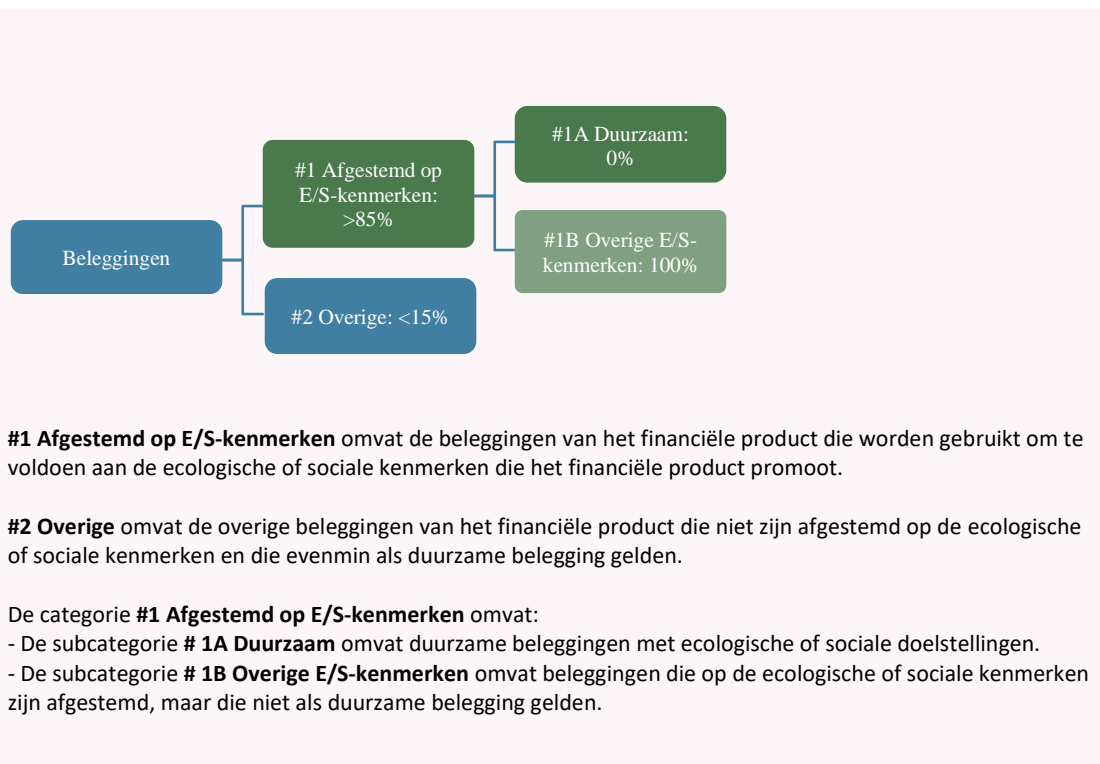 #1A Duurzaam:
0%
#1 Afgestemd op
E/S-kenmerken:
>85%
#1B Overige E/S-
kenmerken: 100%
Beleggingen
#2 Overige: <15%
#1 Afgestemd op E/S-kenmerken omvat de beleggingen van het financiële product die worden gebruikt om te
voldoen aan de ecologische of sociale kenmerken die het financiële product promoot.
#2 Overige omvat de overige beleggingen van het financiële product die niet zijn afgestemd op de ecologische
of sociale kenmerken en die evenmin als duurzame belegging gelden.
De categorie #1 Afgestemd op E/S-kenmerken omvat:
- De subcategorie # 1A Duurzaam omvat duurzame beleggingen met ecologische of sociale doelstellingen.
- De subcategorie # 1B Overige E/S-kenmerken omvat beleggingen die op de ecologische of sociale kenmerken
zijn afgestemd, maar die niet als duurzame belegging gelden.